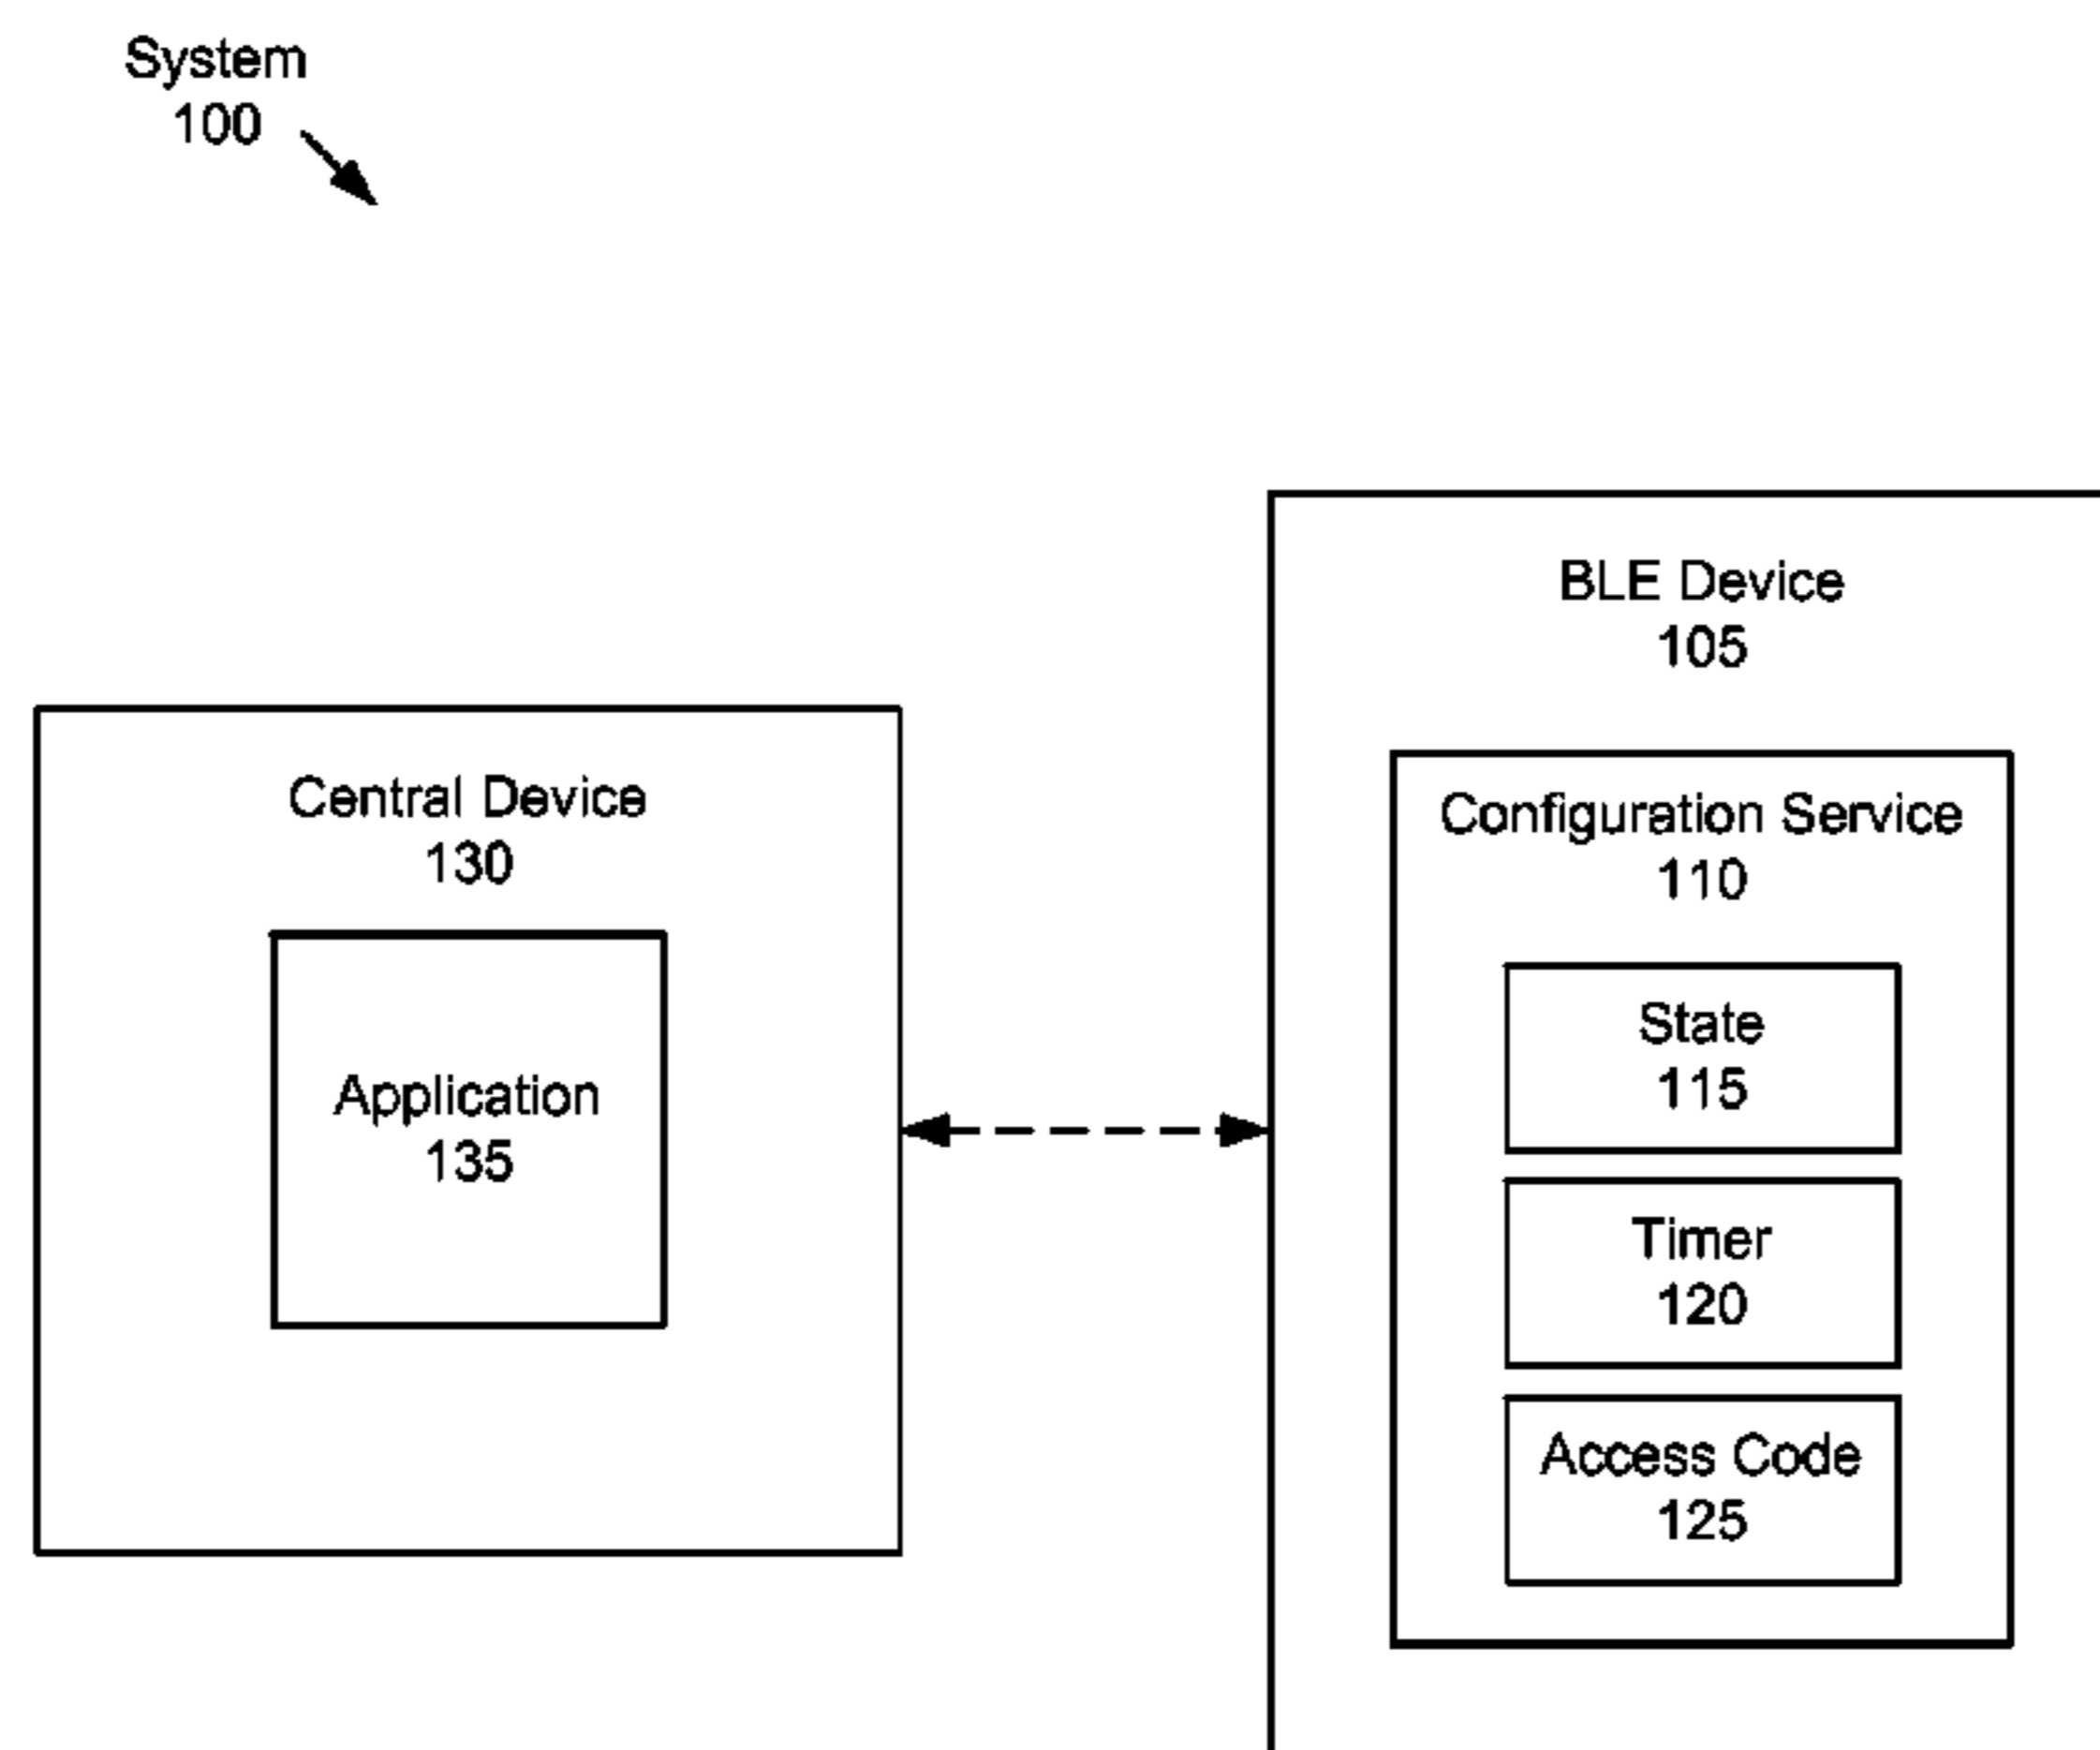 System
100
BLE Device
105
Central Device
130
Application
135
Configuration Service
110
State
115
Timer
120
Access Code
125